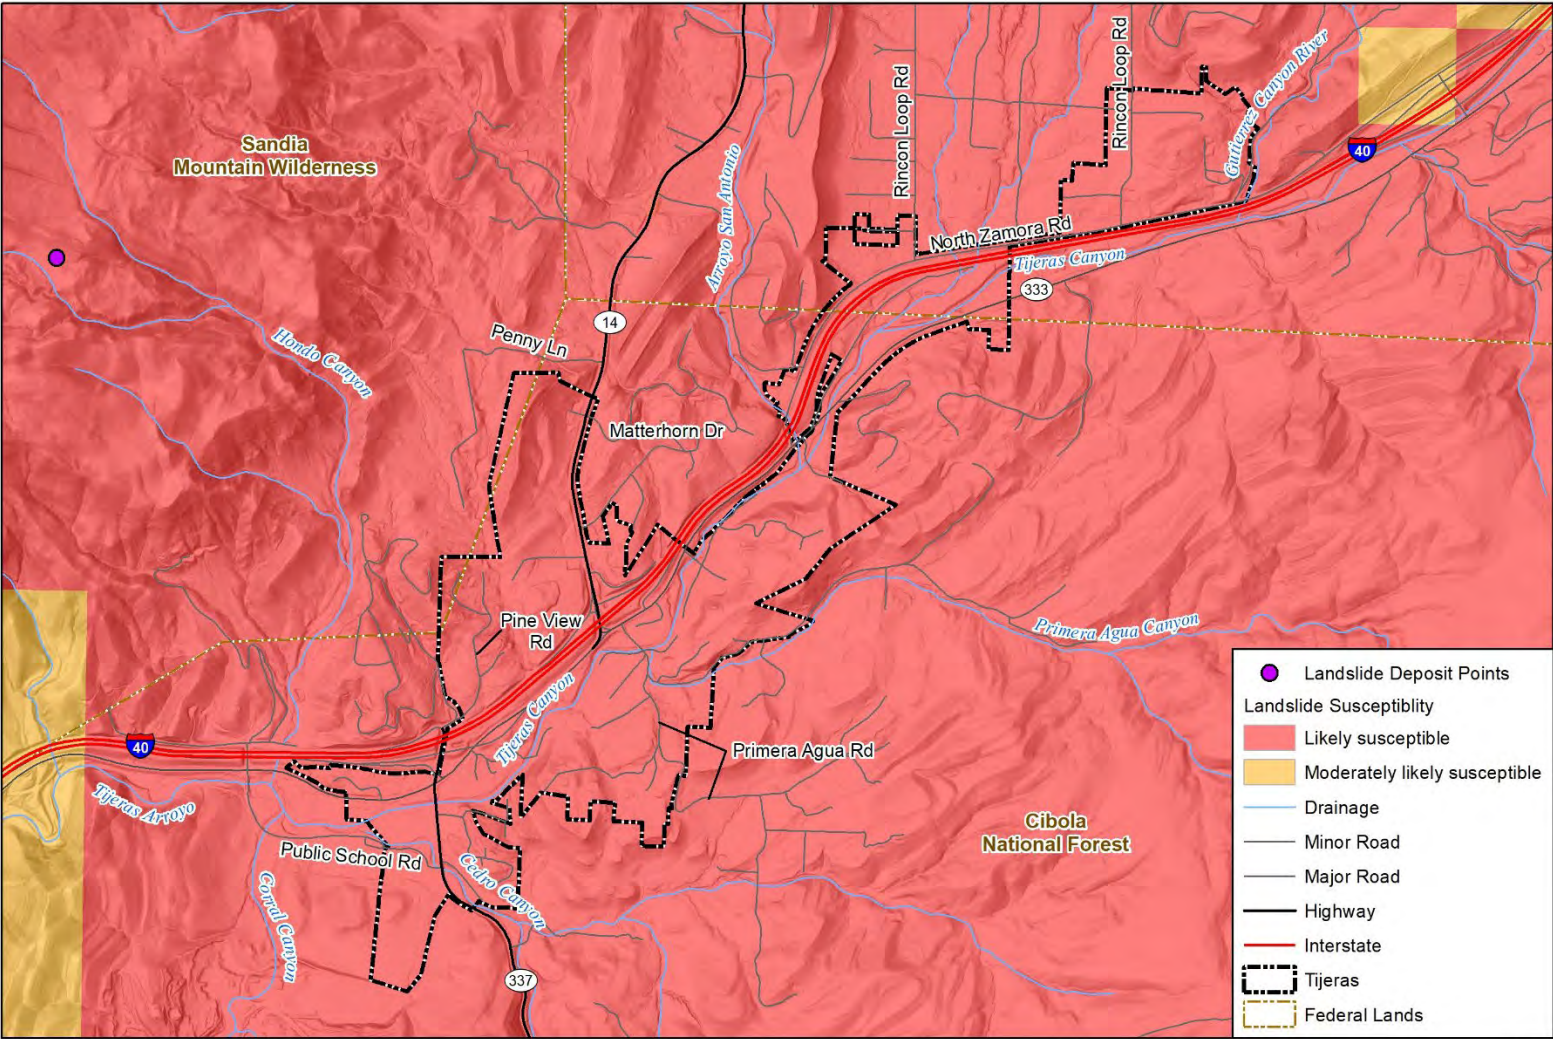 Rincon Loop Rd
Rincon Loop Rd
Gutierrez Canyon River
40
Sandia
Mountain Wilderness
Arroyo San Antonio
North Zamora Rd
Tijeras Canyon
333
14
Penny Ln
Hondo Canyon
Matterhorn Dr
Pine View
Rd
Primera Agua Canyon
Tijeras Canyon
40
Primera Agua Rd
Tijeras Arroyo
Cibola
National Forest
Public School Rd
Cedro Canyon
Corral Canyon
337
Landslide Deposit Points
Landslide Susceptiblity
Likely susceptible
Moderately likely susceptible
Drainage
Minor Road
Major Road
Highway
Interstate
Tijeras
Federal Lands